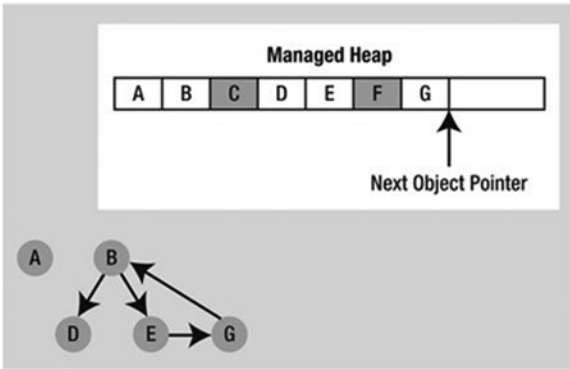 Managed Heap
A B C D E F G
Next Object Pointer
A B
D E G